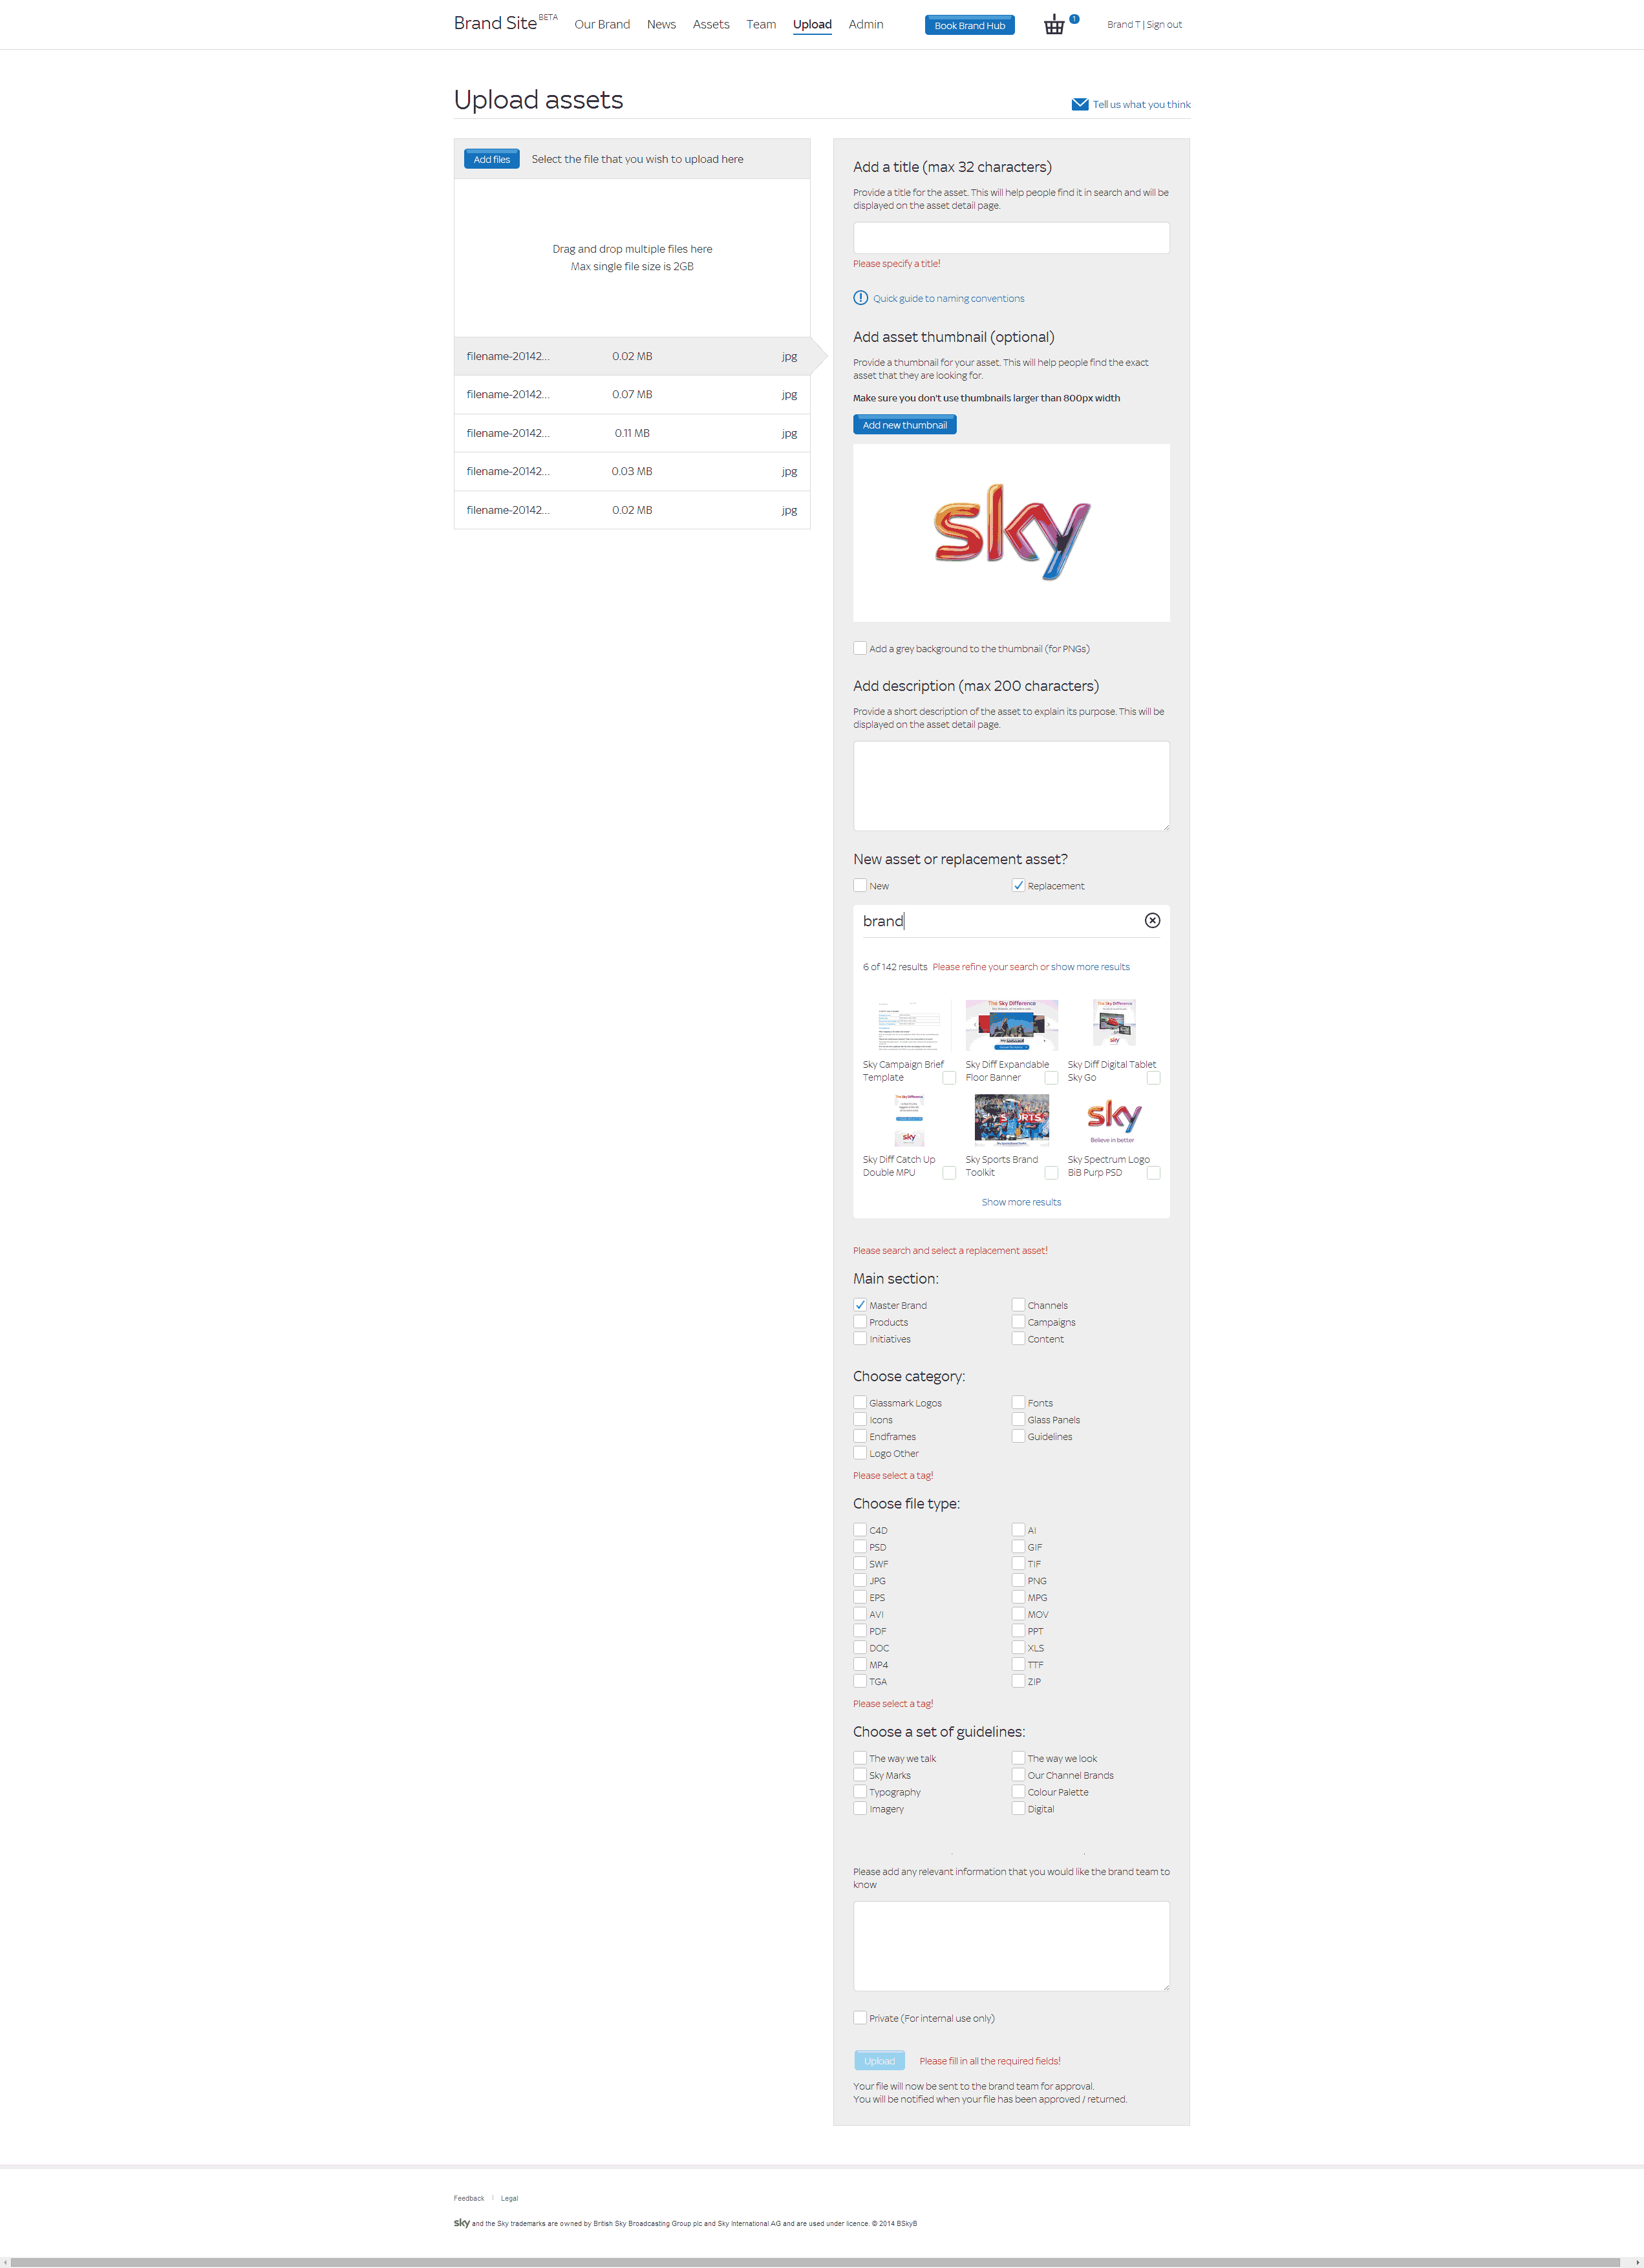 Brand Site BETA Our Brand News Assets Team Upload Admin Book Brand Hub 1 Brand T | Sign out
Upload assets
Tell us what you think
Add files Select the file that you wish to upload here
Drag and drop multiple files here
Max single file size is 2GB
filename-20142... 0.02 MB jpg
filename-20142... 0.07 MB jpg
filename-20142... 0.11 MB jpg
filename-20142... 0.03 MB jpg
filename-20142... 0.02 MB jpg
Add a title (max 32 characters)
Provide a title for the asset. This will help people find it in search and will be
displayed on the asset detail page.
Please specify a title!
Quick guide to naming conventions
Add asset thumbnail (optional)
Provide a thumbnail for your asset. This will help people find the exact
asset that they are looking for.
Make sure you don't use thumbnails larger than 800px width
Add new thumbnail
sky
Add a grey background to the thumbnail (for PNGs)
Add description (max 200 characters)
Provide a short description of the asset to explain its purpose. This will be
displayed on the asset detail page.
New asset or replacement asset?
New Replacement
brand
6 of 142 results Please refine your search or show more results
The Sky Difference
The Sky Difference
sky
Sky Campaign Brief
Template
Sky Diff Expandable
Floor Banner
Sky Diff Digital Tablet
Sky Go
The Sky Difference
sky
sky
Believe in better
Sky Diff Catch Up
Double MPU
Sky Sports Brand
Toolkit
Sky Spectrum Logo
BiB Purp PSD
Show more results
Please search and select a replacement asset!
Main section:
Master Brand Channels
Products Campaigns
Initiatives Content
Choose category:
Glassmark Logos Fonts
Icons Glass Panels
Endframes Guidelines
Logo Other
Please select a tag!
Choose file type:
C4D AI
PSD GIF
SWF TIF
JPG PNG
EPS MPG
AVI MOV
PDF PPT
DOC XLS
MP4 TTF
TGA ZIP
Please select a tag!
Choose a set of guidelines:
The way we talk The way we look
Sky Marks Our Channel Brands
Typography Colour Palette
Imagery Digital
Please add any relevant information that you would like the brand team to
know
Private (For internal use only)
Upload Please fill in all the required fields!
Your file will now be sent to the brand team for approval.
You will be notified when your file has been approved / returned.
Feedback | Legal
sky and the Sky trademarks are owned by British Sky Broadcasting Group plc and Sky International AG and are used under licence. © 2014 BSkyB